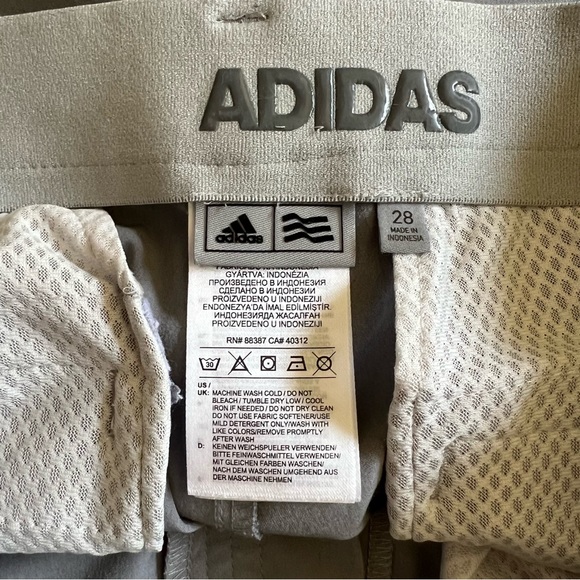 ADIDAS
adidas
28
MADE IN
INDONESIA
GYÁRTVA: INDONÉZIA
ПРОИЗВЕДЕНО В ИНДОНЕЗИИ
СДЕЛАНО В ИНДОНЕЗИИ
PROIZVEDENO U INDONEZIJI
ENDONEZYA'DA İMAL EDİLMİŞTİR.
ИНДОНЕЗИЯДА ЖАСАЛҒАН
PROIZVEDENO U INDONEZIJI
RN# 88387 CA# 40312
30
US /
UK: MACHINE WASH COLD / DO NOT
BLEACH / TUMBLE DRY LOW / COOL
IRON IF NEEDED / DO NOT DRY CLEAN
DO NOT USE FABRIC SOFTENER/USE
MILD DETERGENT ONLY/WASH WITH
LIKE COLORS/REMOVE PROMPTLY
AFTER WASH
D: KEINEN WEICHSPUELER VERWENDEN/
BITTE FEINWASCHMITTEL VERWENDEN/
MIT GLEICHEN FARBEN WASCHEN/
NACH DEM WASCHEN UMGEHEND AUS
DER MASCHINE NEHMEN